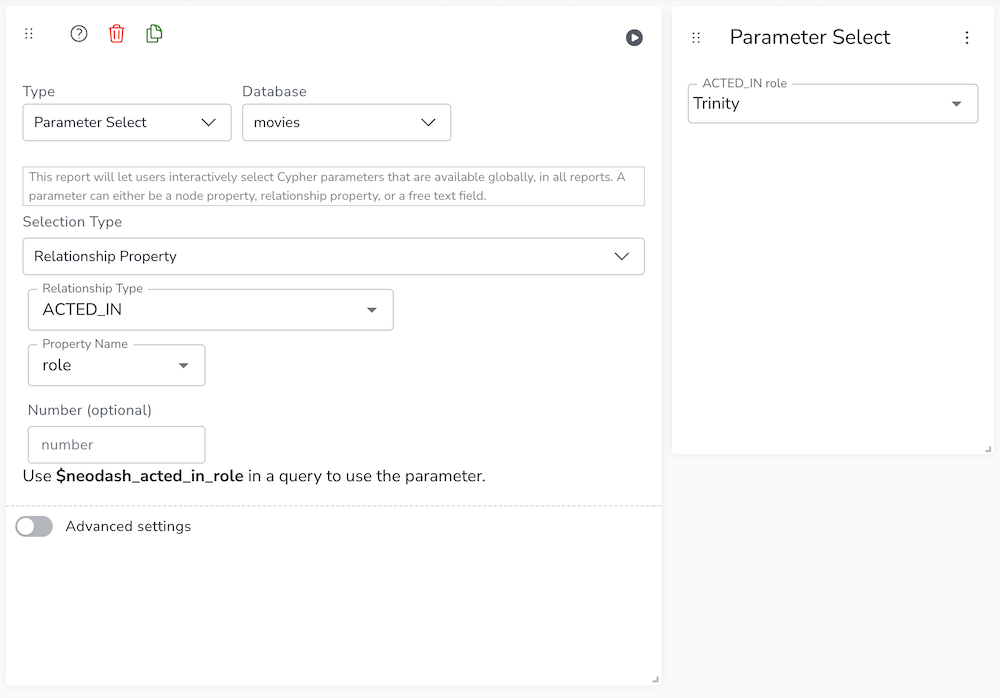 Type
Database
Parameter Select
movies
This report will let users interactively select Cypher parameters that are available globally, in all reports. A
parameter can either be a node property, relationship property, or a free text field.
Selection Type
Relationship Property
Relationship Type
ACTED_IN
Property Name
role
Number (optional)
number
Use $neodash_acted_in_role in a query to use the parameter.
Advanced settings
Parameter Select
ACTED_IN role
Trinity